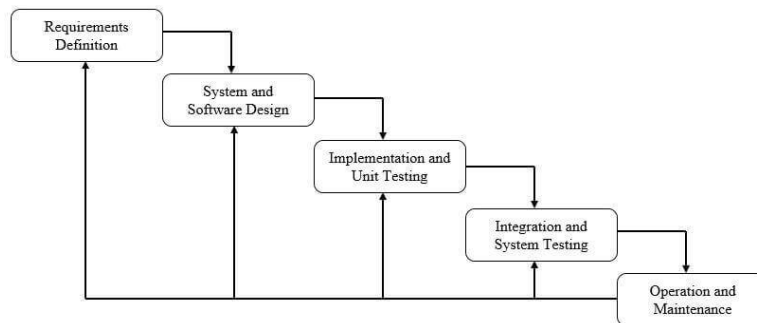 Requirements
Definition
System and
Software Design
Implementation and
Unit Testing
Integration and
System Testing
Operation and
Maintenance